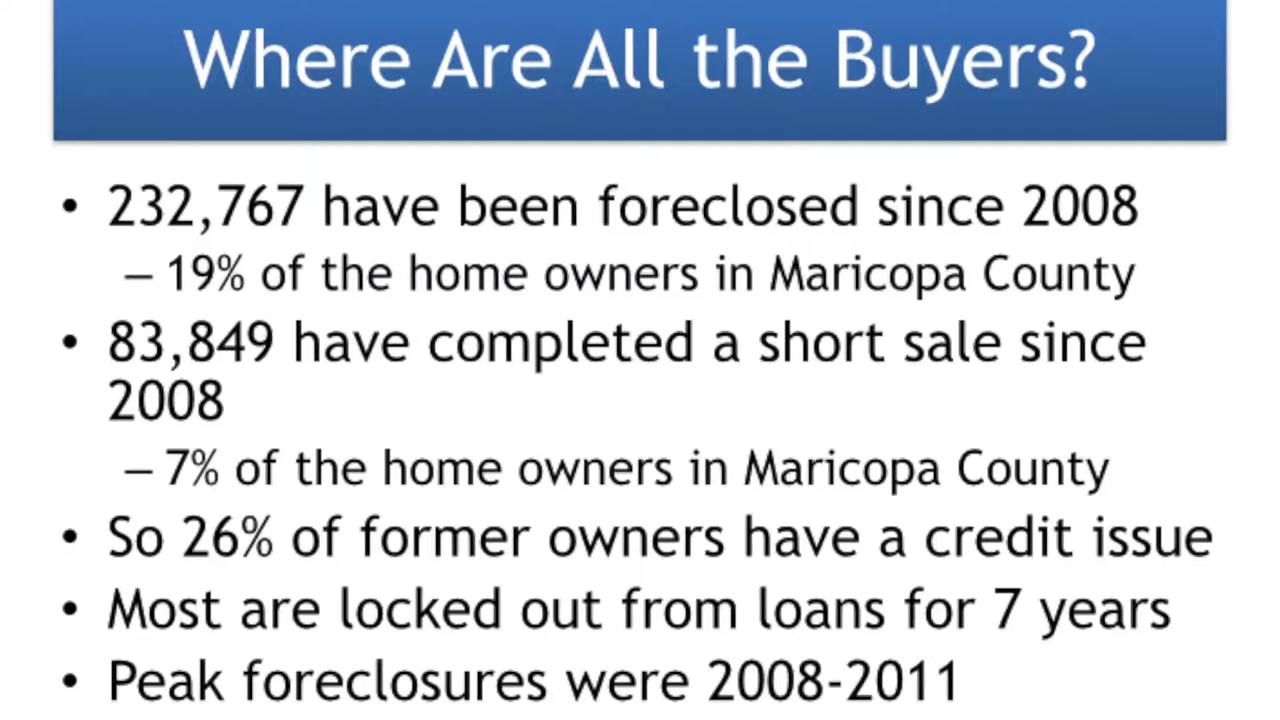 Where Are All the Buyers?
• 232,767 have been foreclosed since 2008
– 19% of the home owners in Maricopa County
• 83,849 have completed a short sale since
2008
– 7% of the home owners in Maricopa County
• So 26% of former owners have a credit issue
• Most are locked out from loans for 7 years
• Peak foreclosures were 2008-2011